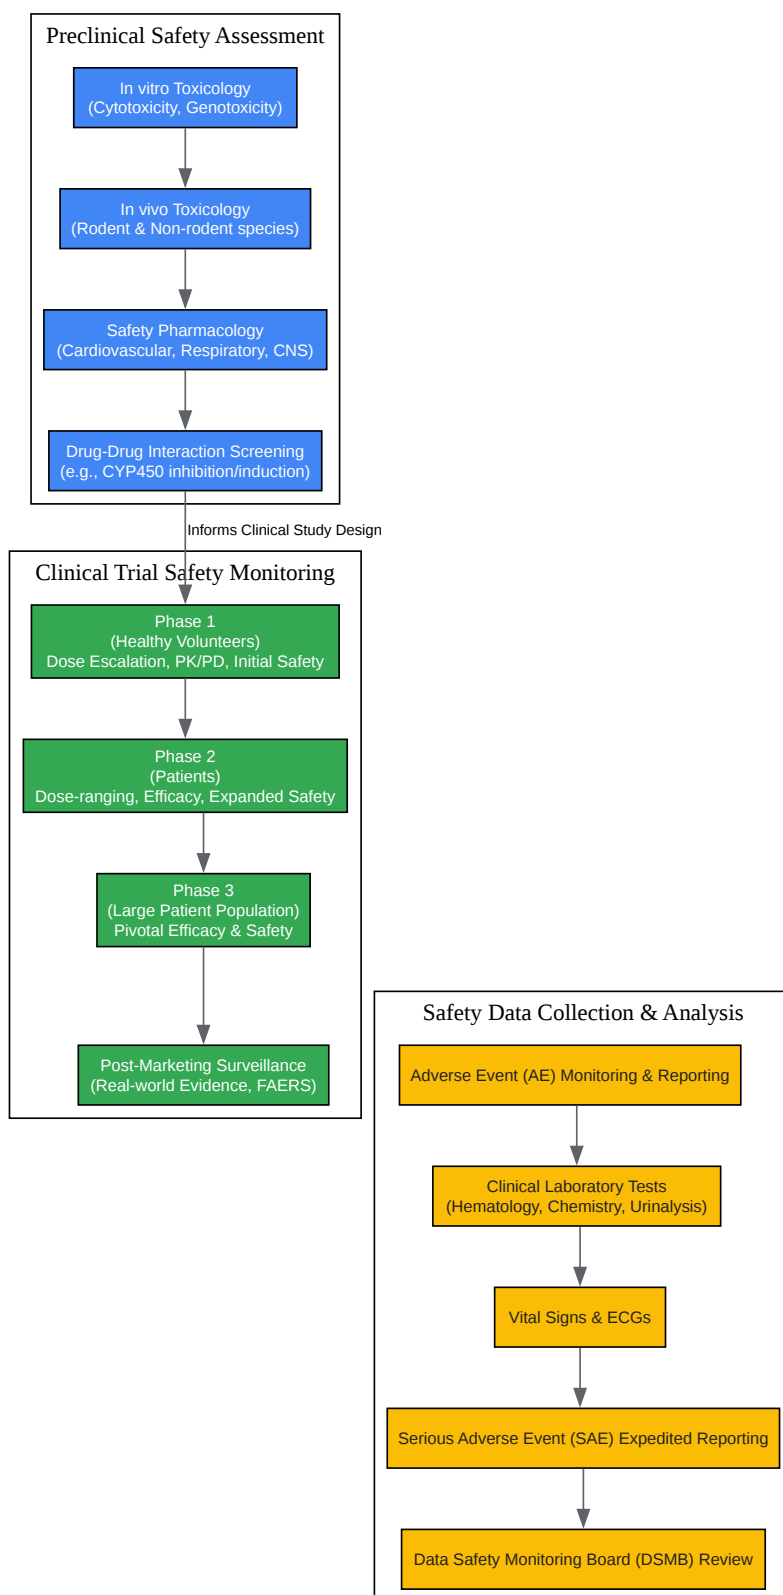 Preclinical Safety Assessment
In vitro Toxicology
(Cytotoxicity, Genotoxicity)
In vivo Toxicology
(Rodent & Non-rodent species)
Safety Pharmacology
(Cardiovascular, Respiratory, CNS)
Drug-Drug Interaction Screening
(e.g., CYP450 inhibition/induction)
Informs Clinical Study Design
Clinical Trial Safety Monitoring
Phase 1
(Healthy Volunteers)
Dose Escalation, PK/PD, Initial Safety
Phase 2
(Patients)
Dose-ranging, Efficacy, Expanded Safety
Phase 3
(Large Patient Population)
Pivotal Efficacy & Safety
Post-Marketing Surveillance
(Real-world Evidence, FAERS)
Safety Data Collection & Analysis
Adverse Event (AE) Monitoring & Reporting
Clinical Laboratory Tests
(Hematology, Chemistry, Urinalysis)
Vital Signs & ECGs
Serious Adverse Event (SAE) Expedited Reporting
Data Safety Monitoring Board (DSMB) Review